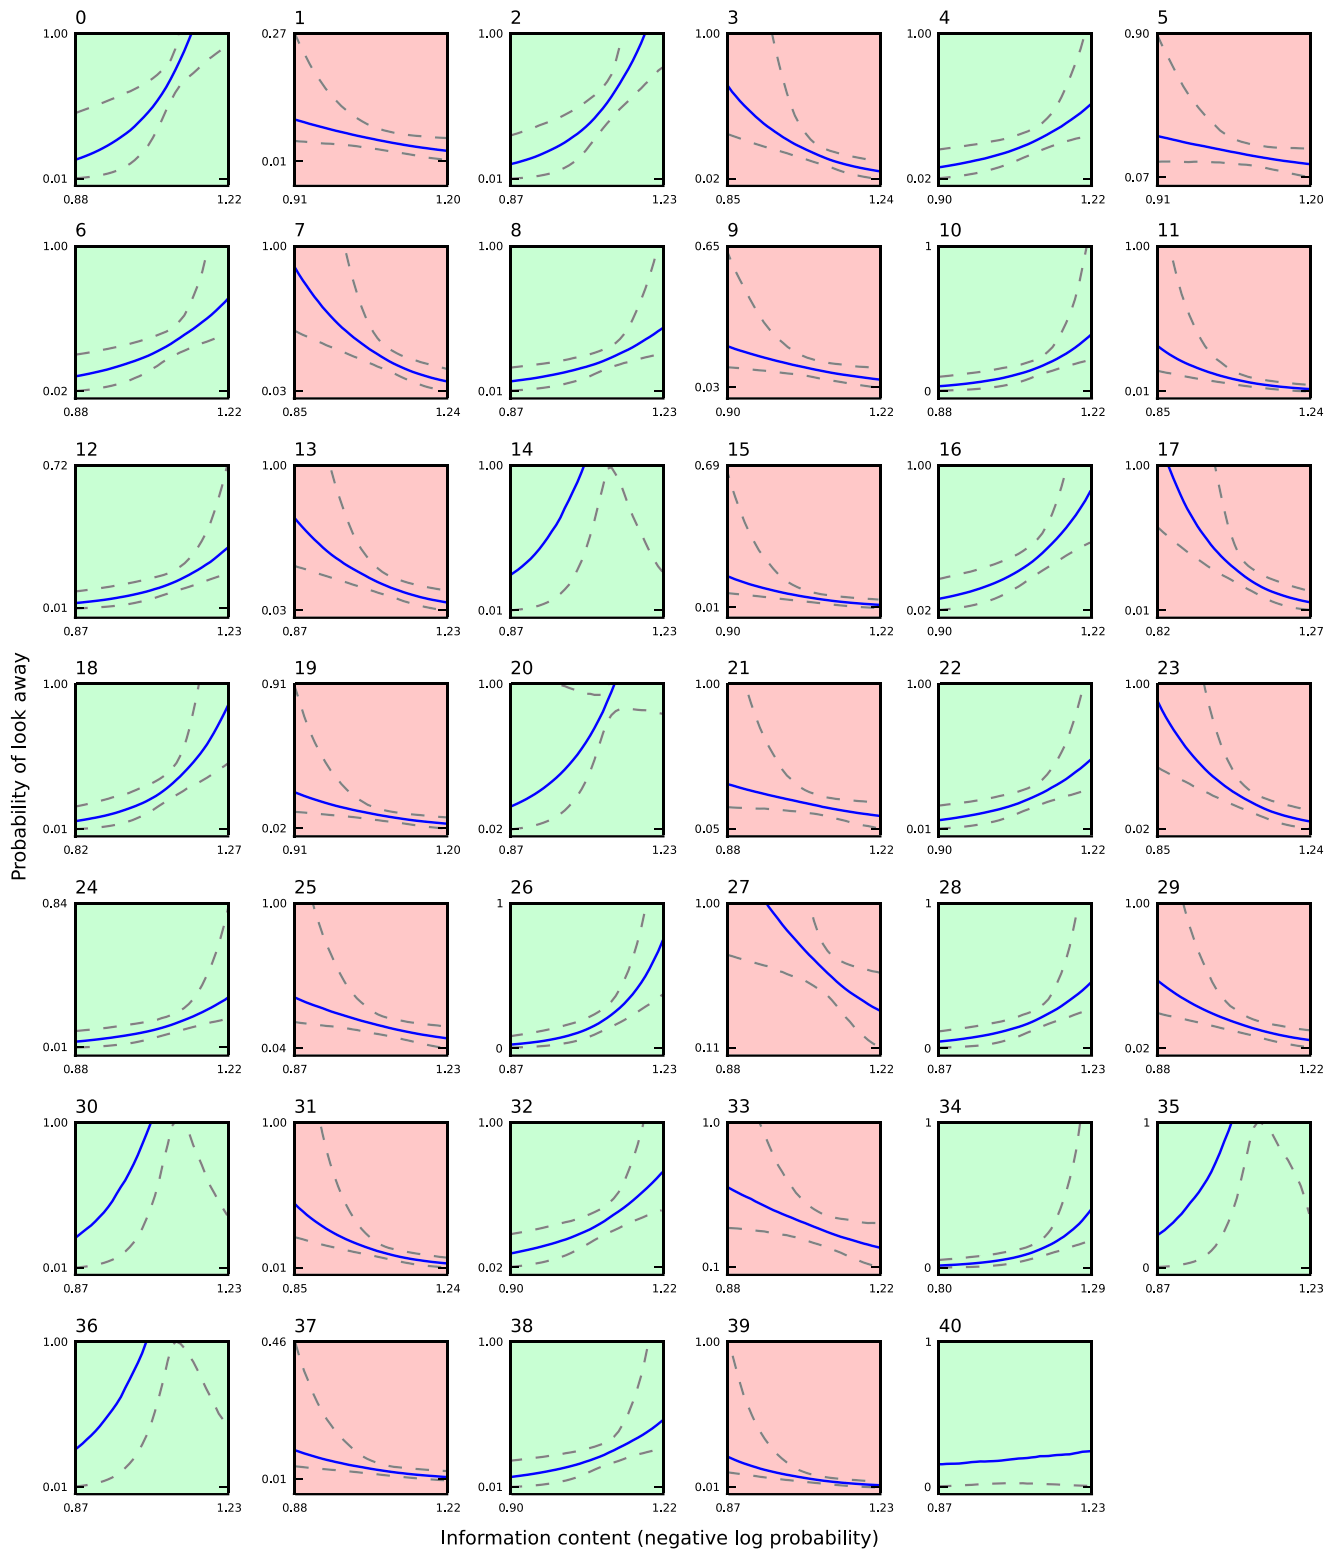 0 1 2 3 4 5
1.00 0.27 1.00 1.00 1.00 0.90
0.01 0.01 0.01 0.02 0.02 0.07
0.88 1.22 0.91 1.20 0.87 1.23 0.85 1.24 0.90 1.22 0.91 1.20
6 7 8 9 10 11
1.00 1.00 1.00 0.65 1 1.00
0.02 0.03 0.01 0.03 0 0.01
0.88 1.22 0.85 1.24 0.87 1.23 0.90 1.22 0.88 1.22 0.85 1.24
12 13 14 15 16 17
0.72 1.00 1.00 0.69 1.00 1.00
0.01 0.03 0.01 0.01 0.02 0.01
0.87 1.23 0.87 1.23 0.87 1.23 0.90 1.22 0.90 1.22 0.82 1.27
Probability of look away
18 19 20 21 22 23
1.00 0.91 1.00 1.00 1.00 1.00
0.01 0.02 0.02 0.05 0.01 0.02
0.82 1.27 0.91 1.20 0.87 1.23 0.88 1.22 0.90 1.22 0.85 1.24
24 25 26 27 28 29
0.84 1.00 1 1.00 1 1.00
0.01 0.04 0 0.11 0 0.02
0.88 1.22 0.87 1.23 0.87 1.23 0.88 1.22 0.87 1.23 0.88 1.22
30 31 32 33 34 35
1.00 1.00 1.00 1.0 1 1
0.01 0.01 0.02 0.1 0 0
0.87 1.23 0.85 1.24 0.90 1.22 0.88 1.22 0.80 1.29 0.87 1.23
36 37 38 39 40
1.00 0.46 1.00 1.00 1
0.01 0.01 0.01 0.01 0
0.87 1.23 0.88 1.22 0.90 1.22 0.87 1.23 0.87 1.23
Information content (negative log probability)